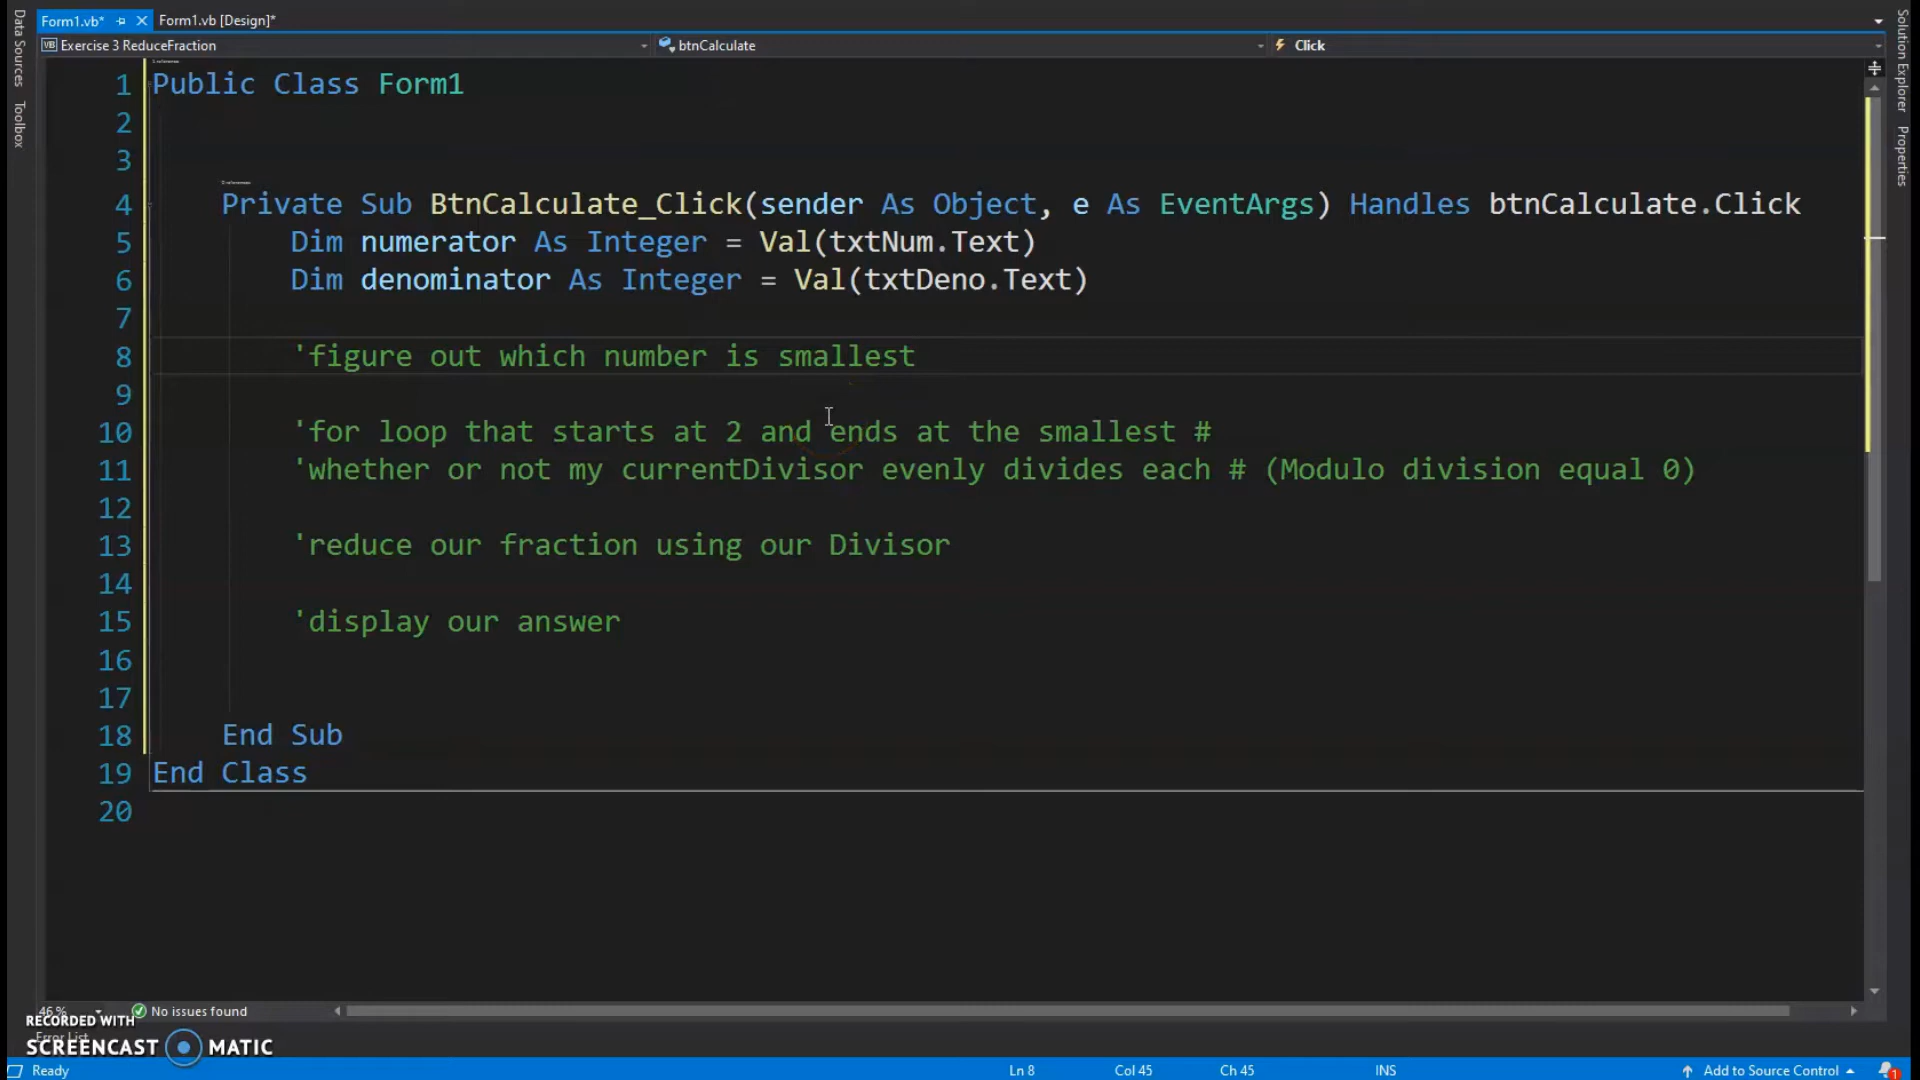 Form1.vb*
Form1.vb [Design]*
Data Sources
Toolbox
Solution Explorer
Properties
VB Exercise 3 ReduceFraction
btnCalculate
Click
1 Public Class Form1
2
3
4 Private Sub BtnCalculate_Click(sender As Object, e As EventArgs) Handles btnCalculate.Click
5 Dim numerator As Integer = Val(txtNum.Text)
6 Dim denominator As Integer = Val(txtDeno.Text)
7
8 'figure out which number is smallest
9
10 'for loop that starts at 2 and ends at the smallest #
11 'whether or not my currentDivisor evenly divides each # (Modulo division equal 0)
12
13 'reduce our fraction using our Divisor
14
15 'display our answer
16
17
18 End Sub
19 End Class
20
46 %
No issues found
RECORDED WITH
Error List
SCREENCAST MATIC
Ready
Ln 8
Col 45
Ch 45
INS
Add to Source Control
1